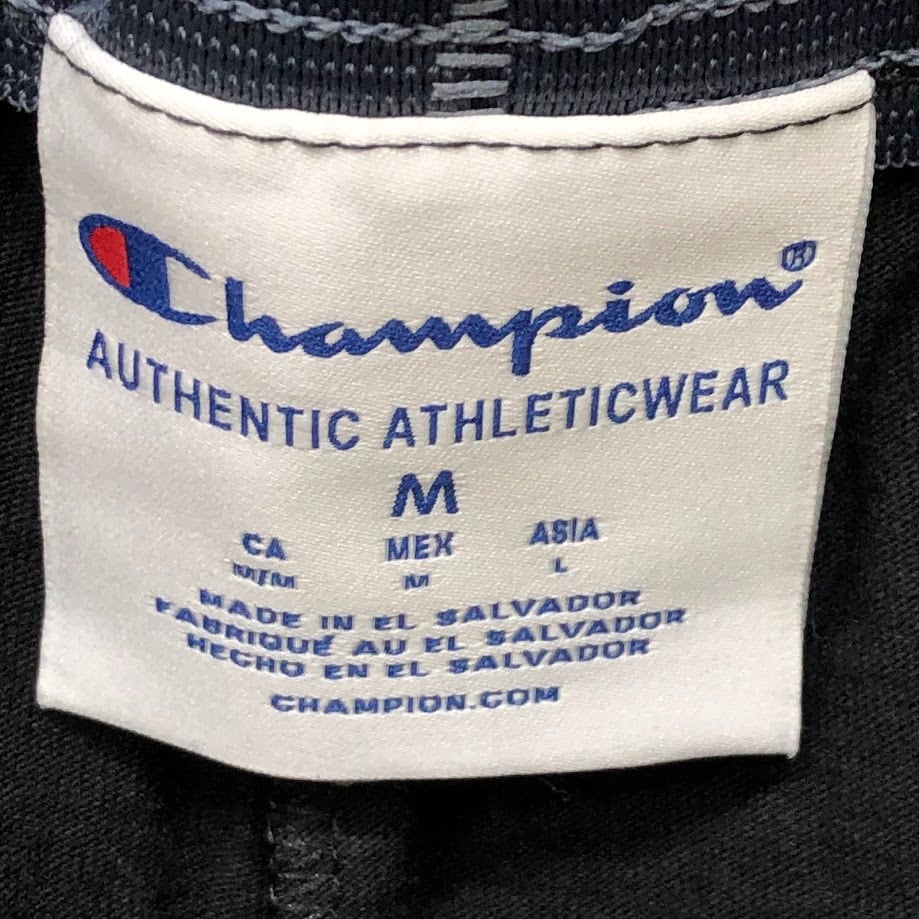 Champion®
AUTHENTIC ATHLETICWEAR
M
CA MEX ASIA
M/M M L
MADE IN EL SALVADOR
FABRIQUÉ AU EL SALVADOR
HECHO EN EL SALVADOR
CHAMPION.COM